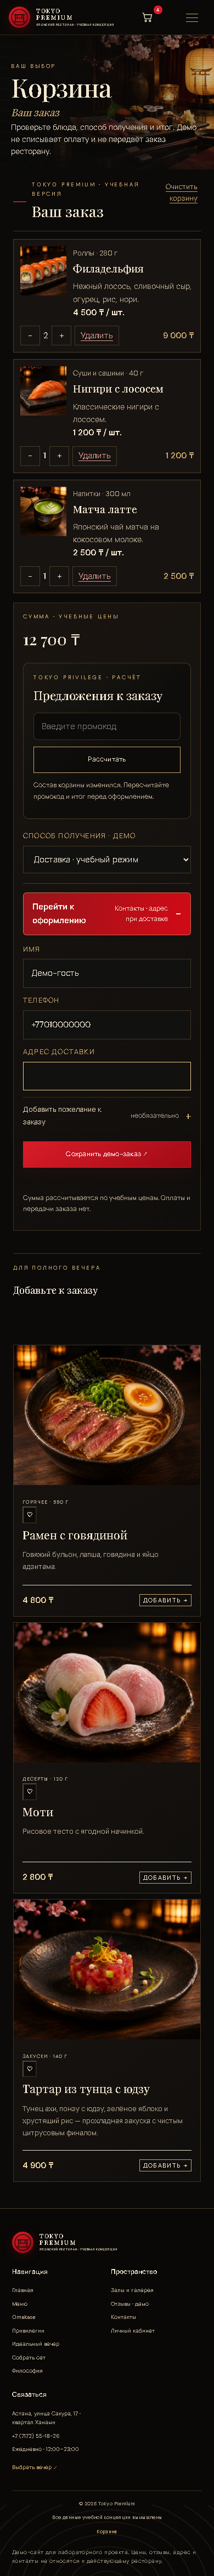 TOKYO
PREMIUM
4
ВАШ ВЫБОР
Корзина
Ваш заказ
Проверьте блюда, способ получения и итог. Демо
не списывает оплату и не передаёт заказ
ресторану.
TOKYO PREMIUM · УЧЕБНАЯ
ВЕРСИЯ
Ваш заказ
Очистить
корзину
Роллы · 280 г
Филадельфия
Нежный лосось, сливочный сыр,
огурец, рис, нори.
4 500 ₸ / шт.
− 2 + Удалить 9 000 ₸
Суши и сашими · 40 г
Нигири с лососем
Классические нигири с
лососем.
1 200 ₸ / шт.
− 1 + Удалить 1 200 ₸
Напитки · 300 мл
Матча латте
Японский чай матча на
кокосовом молоке.
2 500 ₸ / шт.
− 1 + Удалить 2 500 ₸
СУММА · УЧЕБНЫЕ ЦЕНЫ
12 700 ₸
TOKYO PRIVILEGE · РАСЧЁТ
Предложения к заказу
Введите промокод
Рассчитать
Состав корзины изменился. Пересчитайте
промокод и итог перед оформлением.
СПОСОБ ПОЛУЧЕНИЯ · ДЕМО
Доставка · учебный режим
Перейти к
оформлению
Контакты · адрес
при доставке
−
ИМЯ
Демо-гость
ТЕЛЕФОН
+77010000000
АДРЕС ДОСТАВКИ
Добавить пожелание к
заказу
необязательно +
Сохранить демо-заказ ↗
Сумма рассчитывается по учебным ценам. Оплаты и
передачи заказа нет.
ДЛЯ ПОЛНОГО ВЕЧЕРА
Добавьте к заказу
ГОРЯЧЕЕ · 550 Г
Рамен с говядиной
Говяжий бульон, лапша, говядина и яйцо
адзитама.
4 800 ₸ ДОБАВИТЬ +
ДЕСЕРТЫ · 120 Г
Моти
Рисовое тесто с ягодной начинкой.
2 800 ₸ ДОБАВИТЬ +
ЗАКУСКИ · 140 Г
Тартар из тунца с юдзу
Тунец ахи, понзу с юдзу, зелёное яблоко и
хрустящий рис — прохладная закуска с чистым
цитрусовым финалом.
4 900 ₸ ДОБАВИТЬ +
TOKYO
PREMIUM
Навигация
Главная
Меню
Omakase
Привилегии
Идеальный вечер
Собрать сет
Философия
Пространство
Залы и галерея
Отзывы · демо
Контакты
Личный кабинет
Связаться
Астана, улица Сакура, 17 ·
квартал Ханами
+7 (7172) 55-18-26
Ежедневно · 12:00–23:00
Выбрать вечер ↗
© 2026 Tokyo Premium
Все данные учебной концепции вымышлены
Корзина
Демо-сайт для лабораторного проекта. Цены, отзывы, адрес и
контакты не относятся к действующему ресторану.